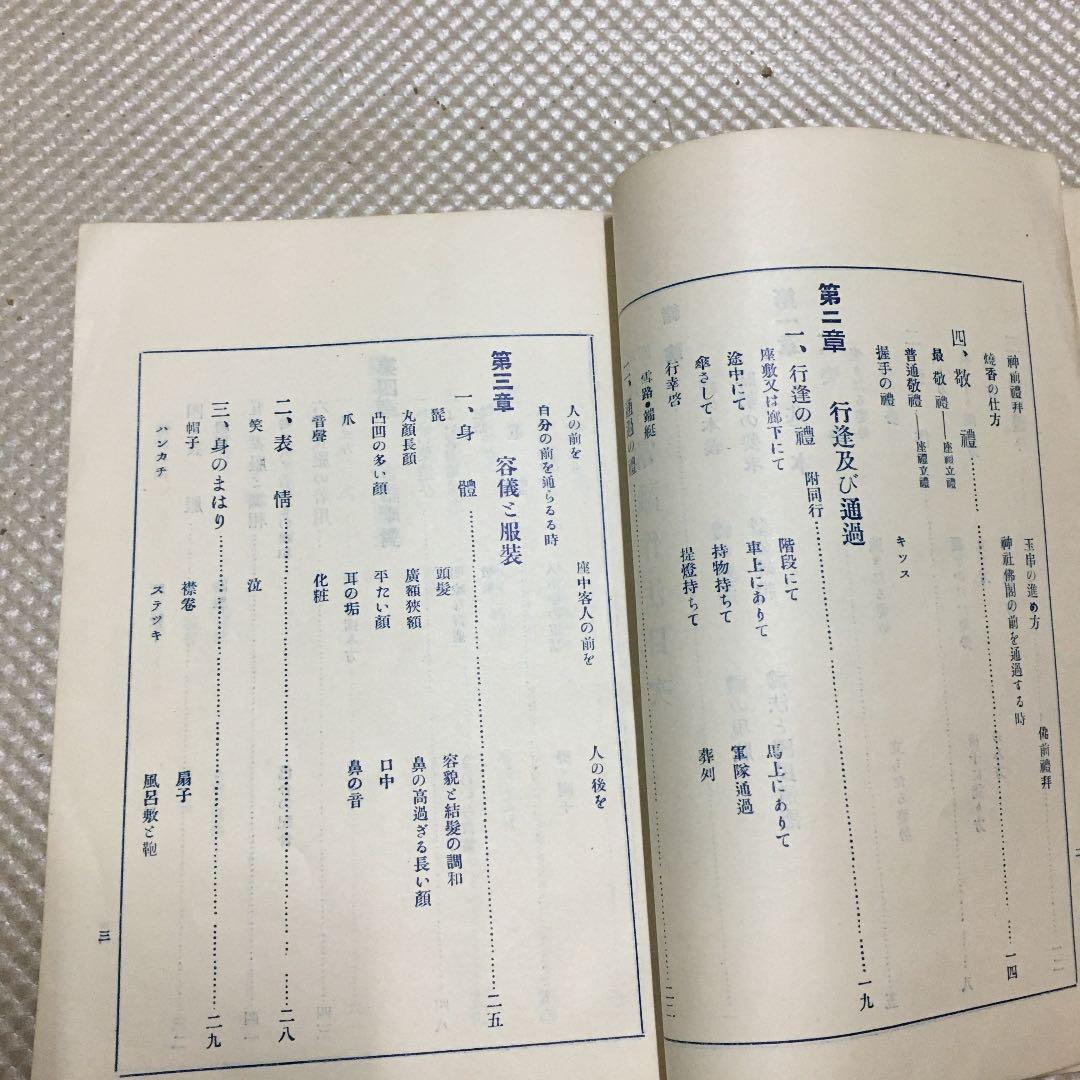 神前禮拜　玉串の進め方　佛前禮拜
燒香の仕方　神社佛閣の前を通過する時
四、敬禮……一四
最敬禮——座禮立禮
普通敬禮——座禮立禮
握手の禮　キッス
第二章　行逢及び通過
一、行逢の禮　附同行……一九
座敷又は廊下にて　階段にて　馬上にありて
途中にて　車上にありて　軍隊通過
傘さして　持物持ちて　葬列
行幸啓　提燈持ちて
雪路・端艇
人の前を　座中客人の前を　人の後を
自分の前を通らるる時
第三章　容儀と服裝
一、身體……二五
髭　頭髮　容貌と結髮の調和
丸顏長顏　廣額狹額　鼻の高過ぎる長い顏
凸凹の多い顏　平たい顏　口中
爪　耳の垢　鼻の音
音聲　化粧
二、表情……二八
笑　泣
三、身のまはり……二九
帽子　襟卷　扇子
ハンカチ　ステツキ　風呂敷と鞄
三